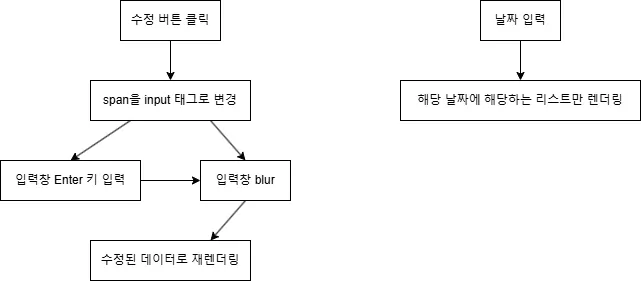 수정 버튼 클릭
날짜 입력
span을 input 태그로 변경
해당 날짜에 해당하는 리스트만 렌더링
입력창 Enter 키 입력
입력창 blur
수정된 데이터로 재렌더링